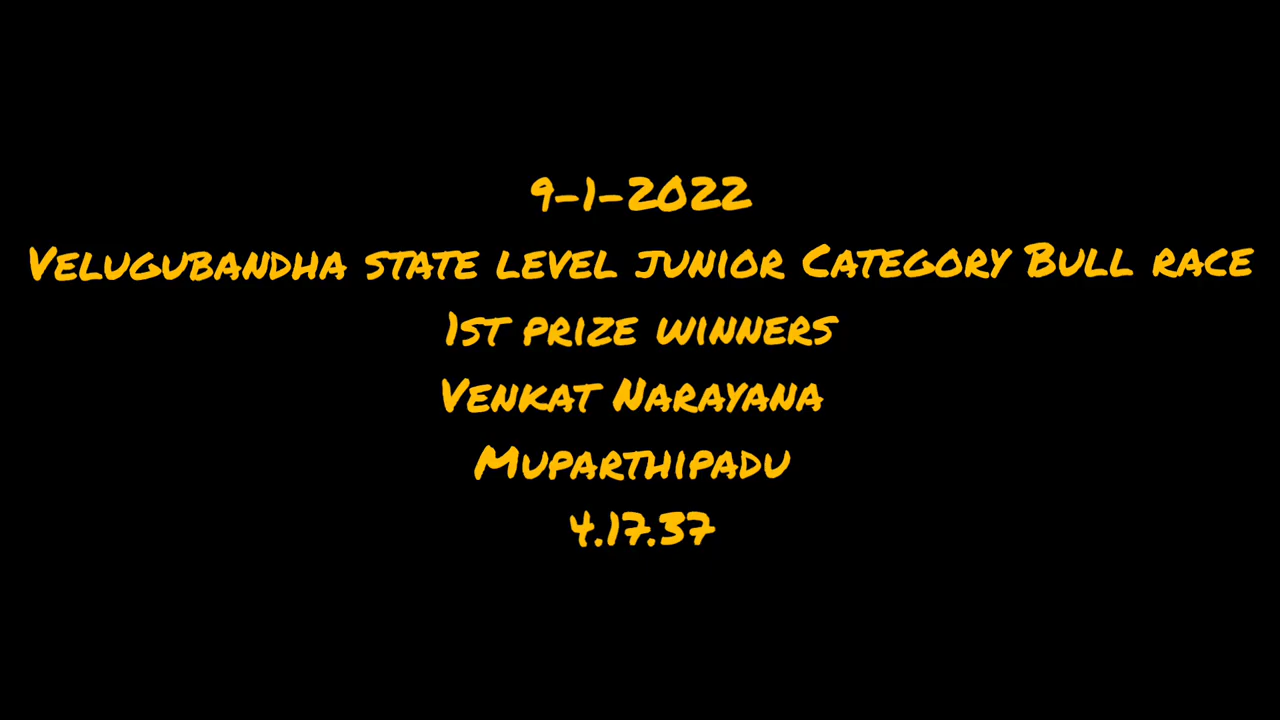 9-1-2022
Velugubandha state level junior Category Bull race
1st prize winners
Venkat Narayana
Muparthipadu
4.17.37